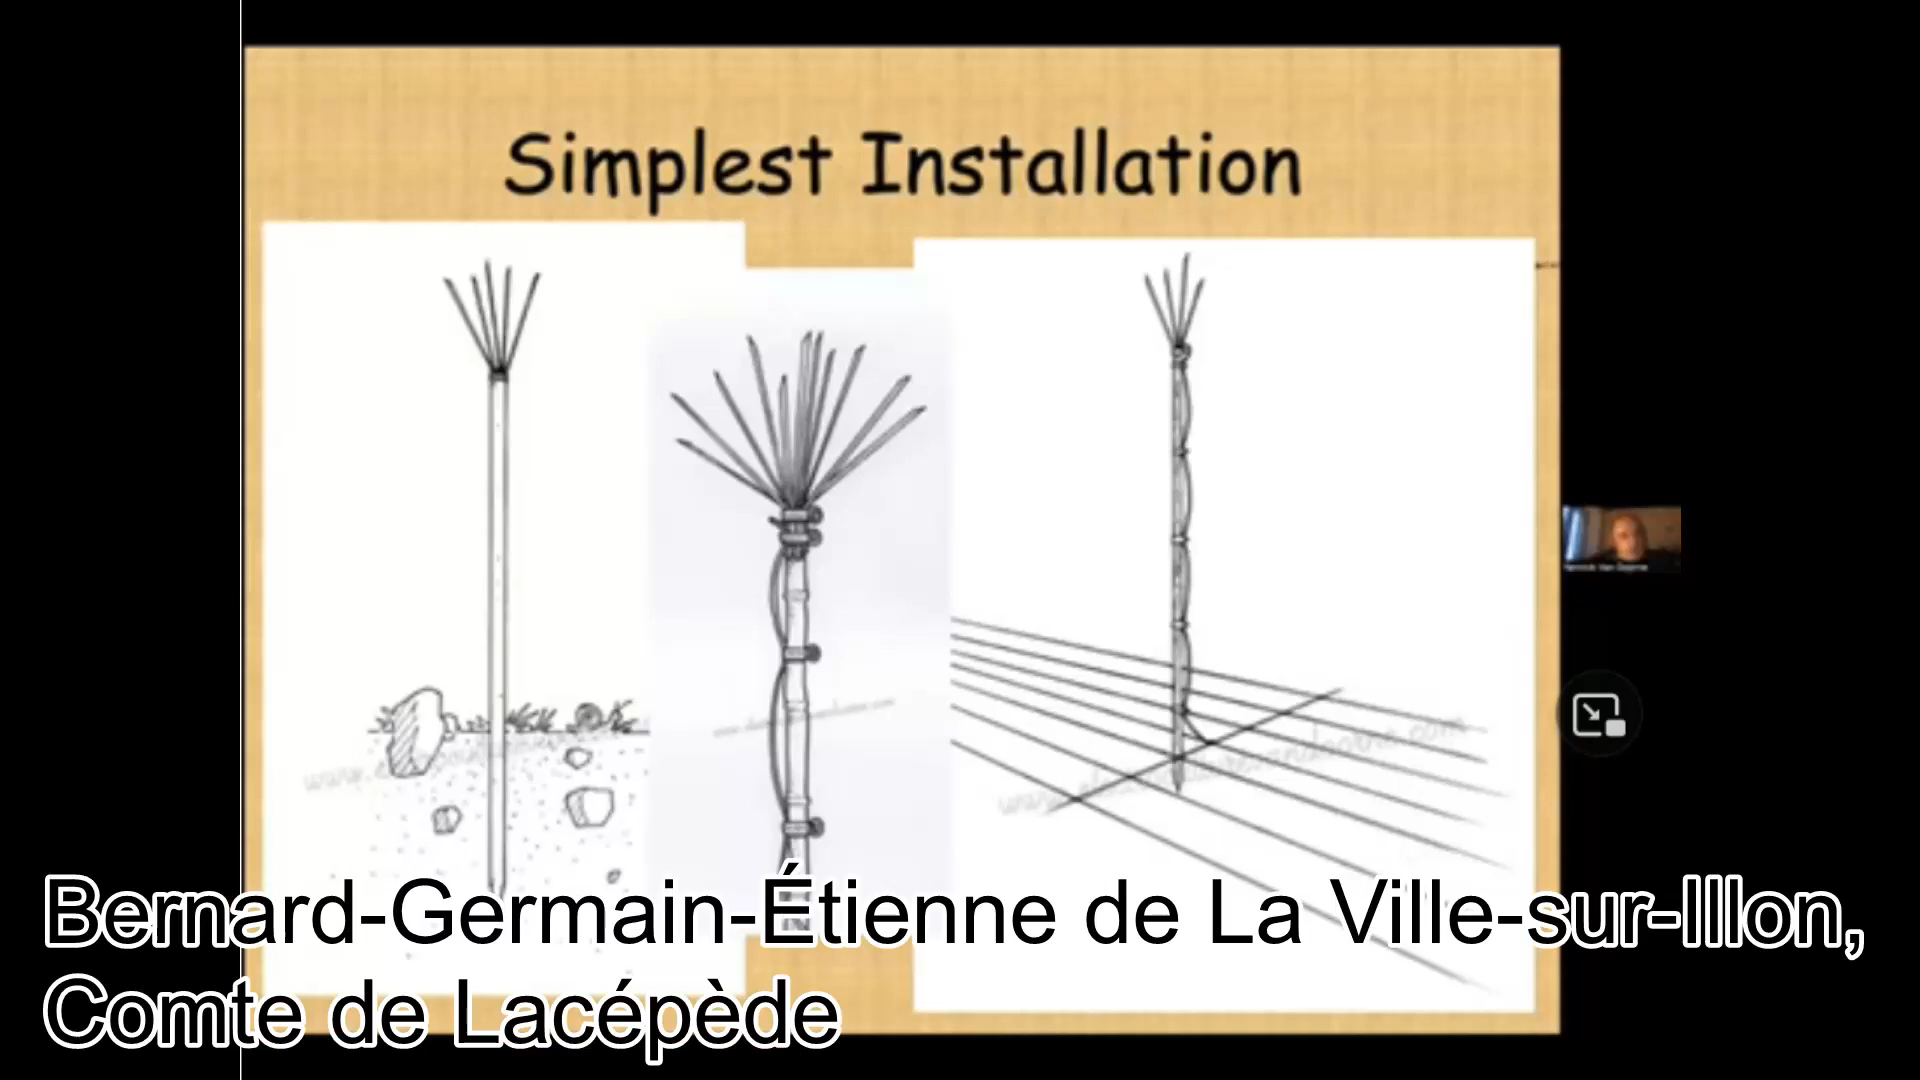 Simplest Installation
Bernard-Germain-Étienne de La Ville-sur-Illon,
Comte de Lacépède